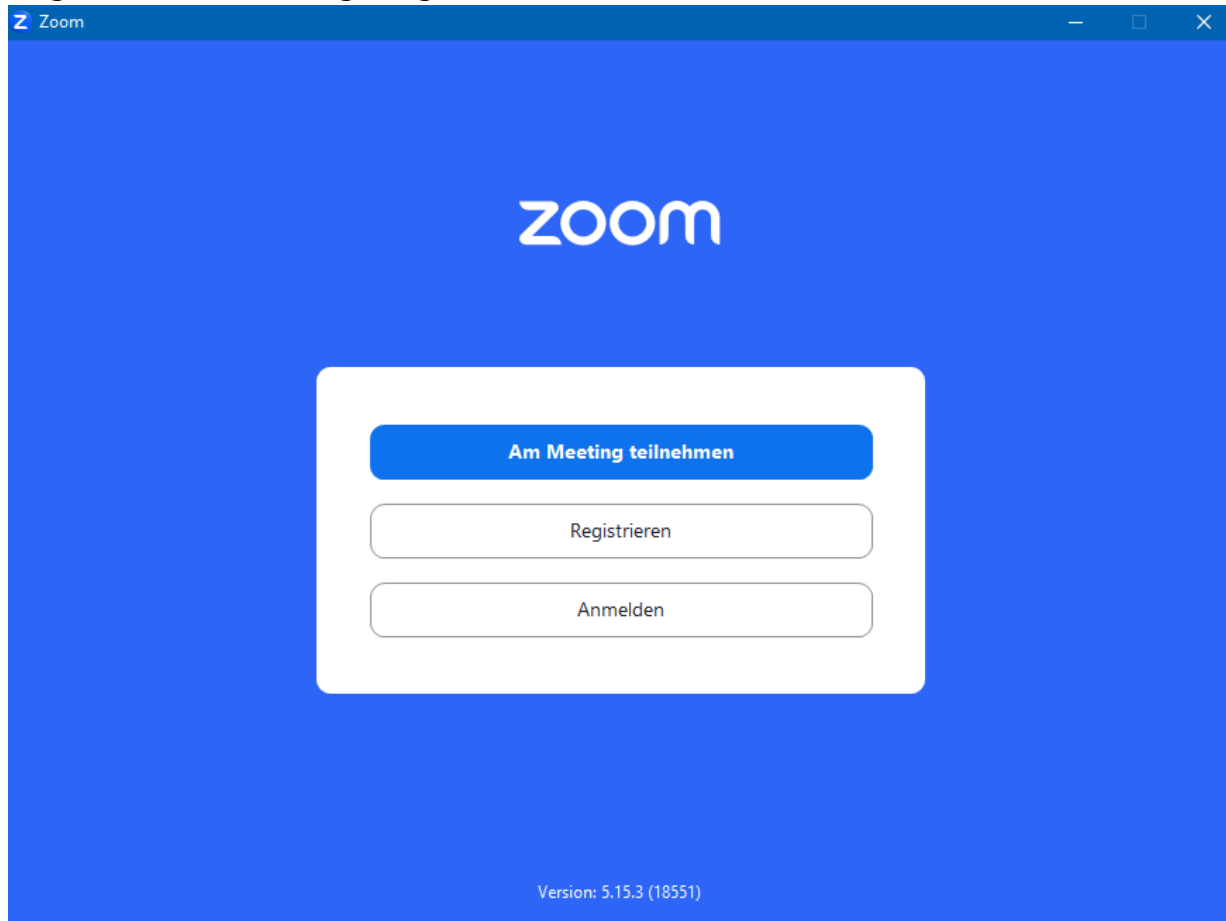 Zoom
zoom
Am Meeting teilnehmen
Registrieren
Anmelden
Version: 5.15.3 (18551)